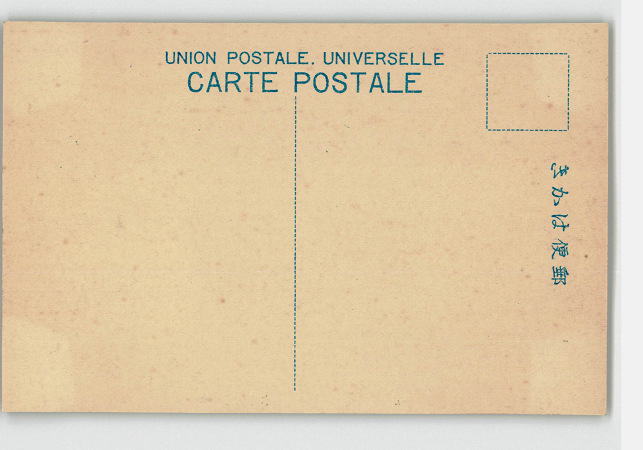 UNION POSTALE. UNIVERSELLE
CARTE POSTALE
きかは便郵